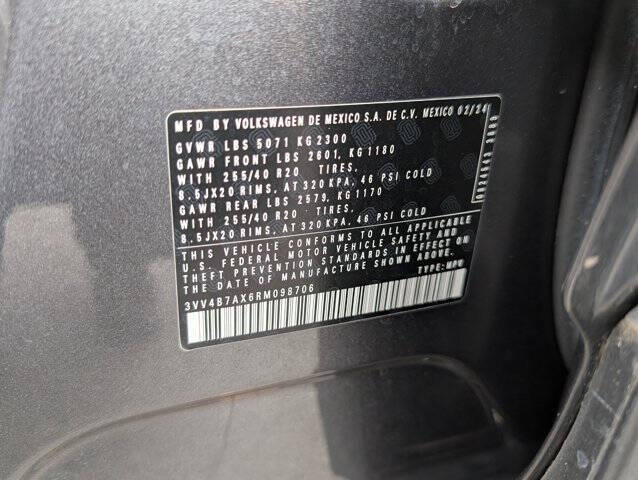 MFD BY VOLKSWAGEN DE MEXICO S.A. DE C.V. MEXICO 02/24
GVWR LBS 5071 KG 2300
GAWR FRONT LBS 2601, KG 1180
WITH 255/40 R20 TIRES.
8.5JX20 RIMS, AT 320 KPA, 46 PSI COLD
GAWR REAR LBS 2579, KG 1170
WITH 255/40 R20 TIRES.
8.5JX20 RIMS, AT 320 KPA, 46 PSI COLD
THIS VEHICLE CONFORMS TO ALL APPLICABLE
U.S. FEDERAL MOTOR VEHICLE SAFETY AND
THEFT PREVENTION STANDARDS IN EFFECT ON
THE DATE OF MANUFACTURE SHOWN ABOVE.
TYPE: MPV
3VV4B7AX6RM098706